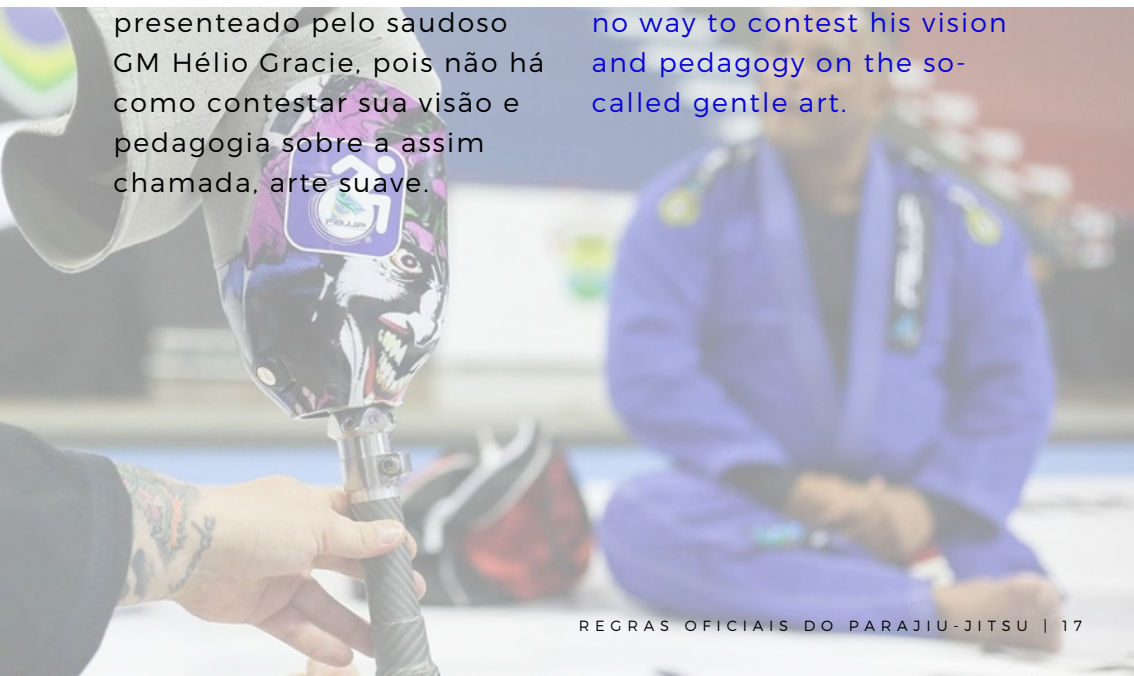 presenteado pelo saudoso
GM Hélio Gracie, pois não há
como contestar sua visão e
pedagogia sobre a assim
chamada, arte suave.
no way to contest his vision
and pedagogy on the so-
called gentle art.
REGRAS OFICIAIS DO PARAJIU-JITSU | 17